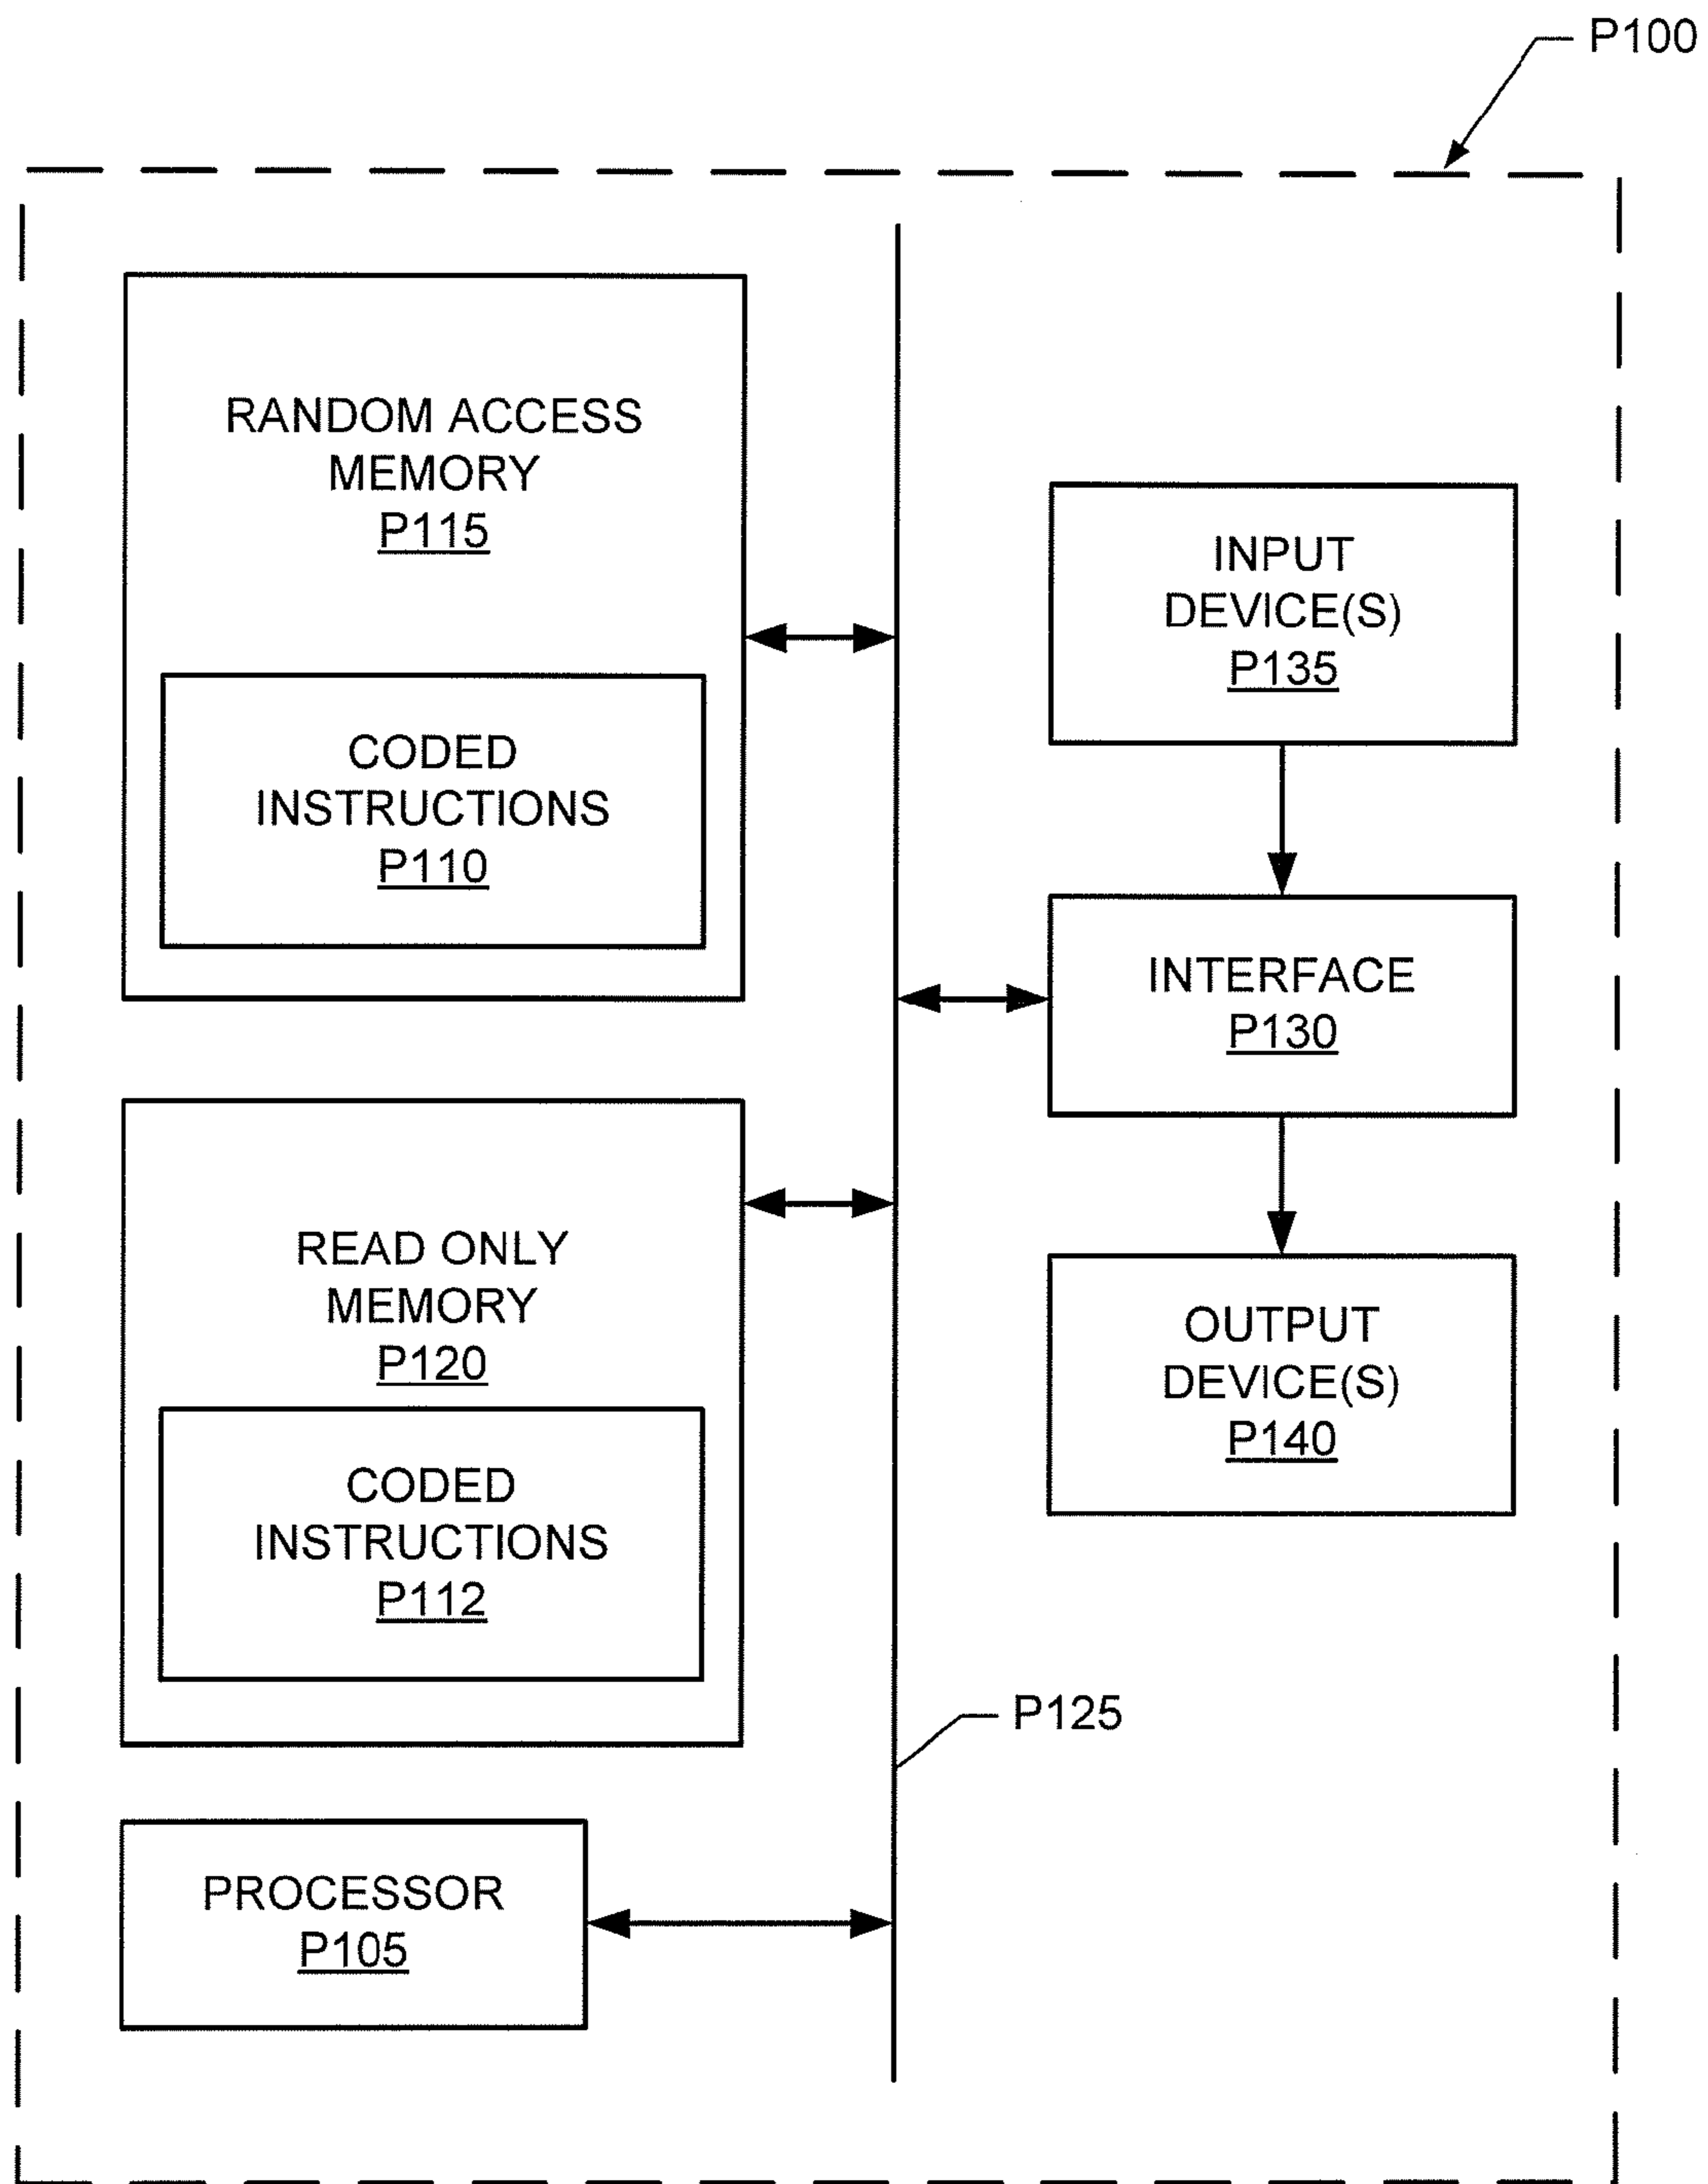 P100
RANDOM ACCESS
MEMORY
P115
CODED
INSTRUCTIONS
P110
READ ONLY
MEMORY
P120
CODED
INSTRUCTIONS
P112
PROCESSOR
P105
INPUT
DEVICE(S)
P135
INTERFACE
P130
OUTPUT
DEVICE(S)
P140
P125